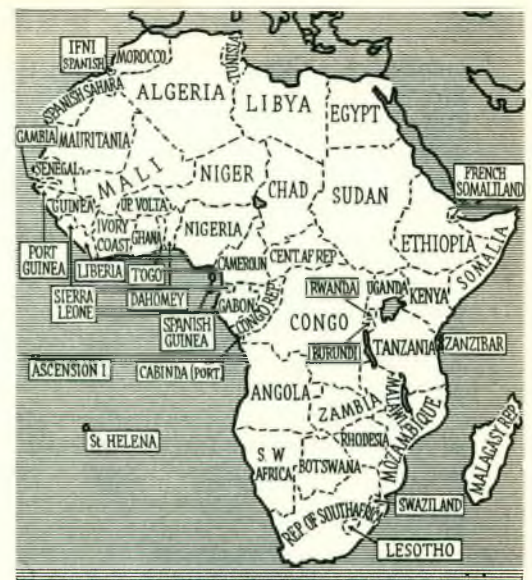 IFNI
SPANISH
MOROCCO
TUNISIA
ALGERIA
LIBYA
EGYPT
SPANISH SAHARA
GAMBIA
MAURITANIA
MALI
NIGER
CHAD
SUDAN
FRENCH
SOMALILAND
SENEGAL
GUINEA
UP VOLTA
IVORY
COAST
GHANA
NIGERIA
ETHIOPIA
SOMALIA
PORT
GUINEA
LIBERIA
TOGO
CAMEROUN
CENT. AF REP
SIERRA
LEONE
DAHOMEY
GABON
CONGO REP
RWANDA
UGANDA
KENYA
SPANISH
GUINEA
CONGO
BURUNDI
TANZANIA
ZANZIBAR
ASCENSION I
CABINDA (PORT)
ANGOLA
ZAMBIA
MALAWI
MOZAMBIQUE
St HELENA
RHODESIA
MALAGASY REP
S. W
AFRICA
BOTSWANA
SWAZILAND
REP OF SOUTH AFRICA
LESOTHO